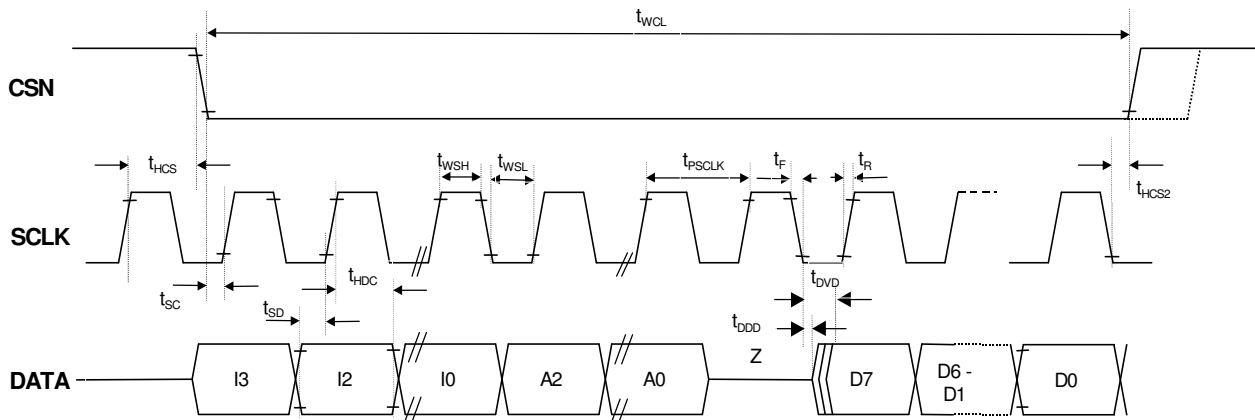 tWCL
CSN
tHCS
tWSH
tWSL
tPSCLK
tF
tR
tHCS2
SCLK
tSC
tSD
tHDC
tDVD
tDDD
Z
DATA
I3
I2
I0
A2
A0
D7
D6 -
D1
D0